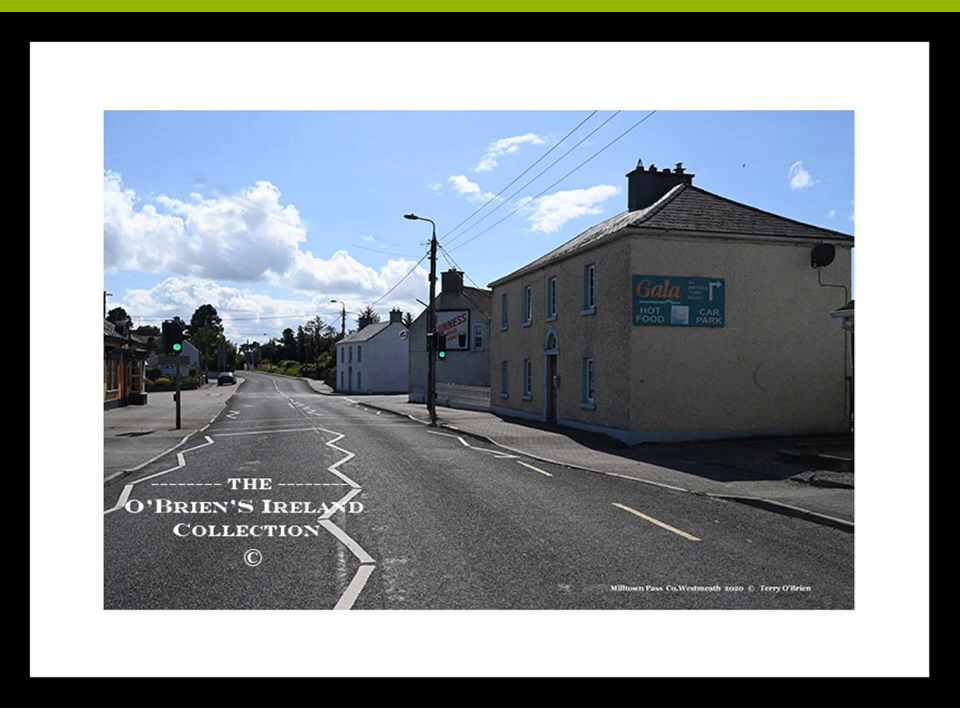 GUINNESS
Gala
HOT
FOOD
CAR
PARK
THE
O'BRIEN'S IRELAND
COLLECTION
©
Milltown Pass Co.Westmeath 2020 © Terry O'Brien